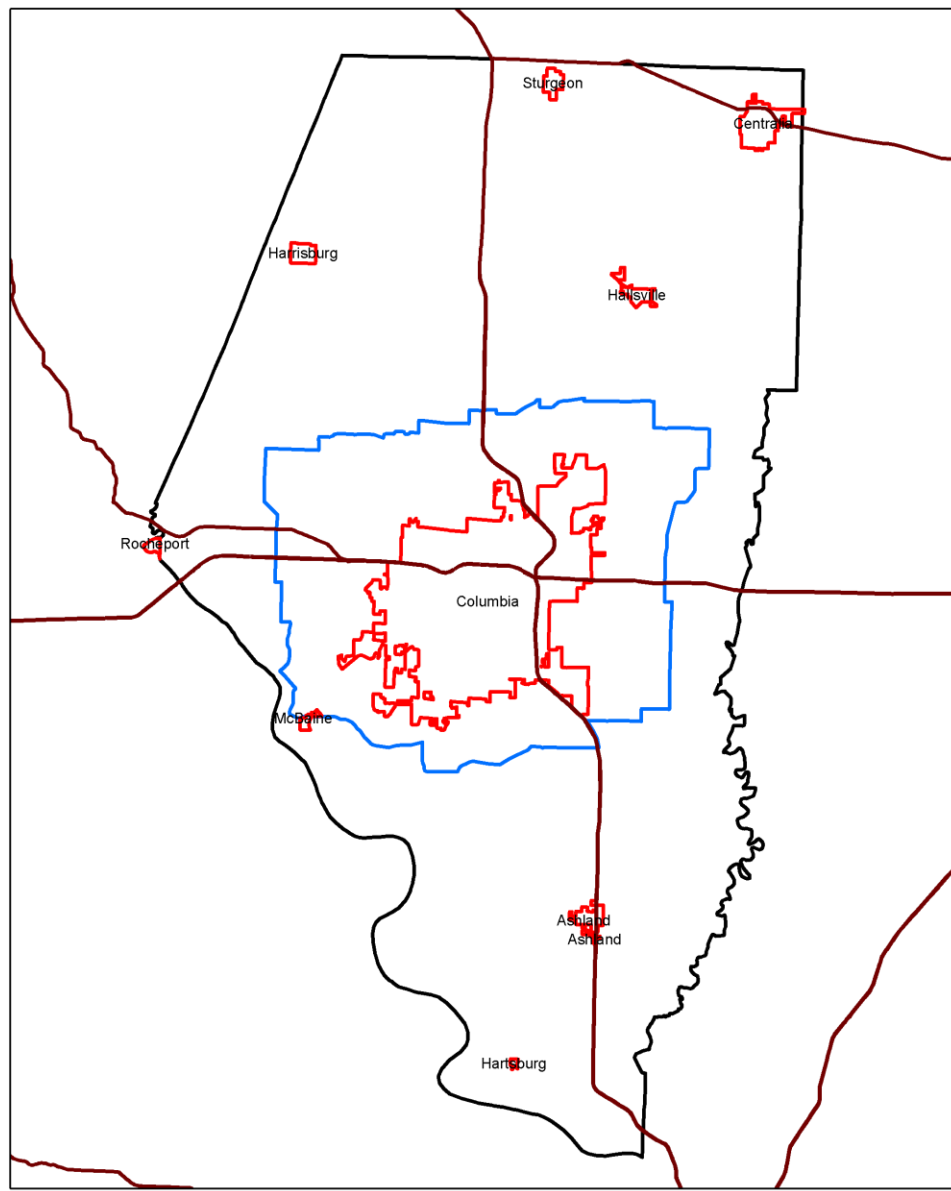 Sturgeon
Centralia
Harrisburg
Hallsville
Rocheport
Columbia
McBaine
Ashland
Ashland
Hartsburg